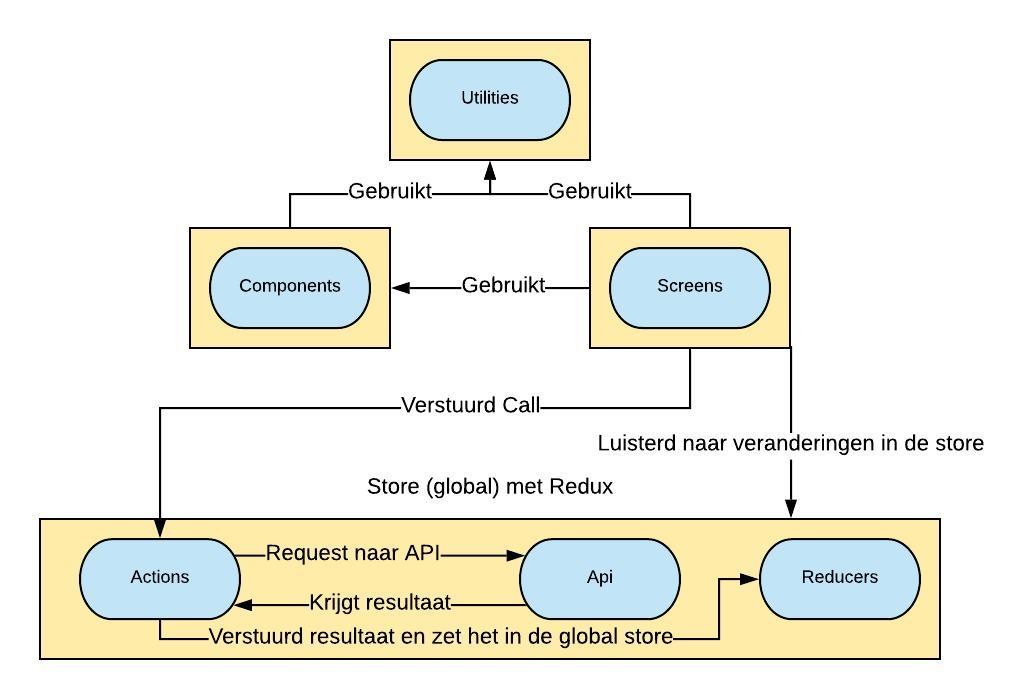 Utilities
Gebruikt
Gebruikt
Components
Gebruikt
Screens
Verstuurd Call
Luisterd naar veranderingen in de store
Store (global) met Redux
Actions
Request naar API
Api
Reducers
Krijgt resultaat
Verstuurd resultaat en zet het in de global store